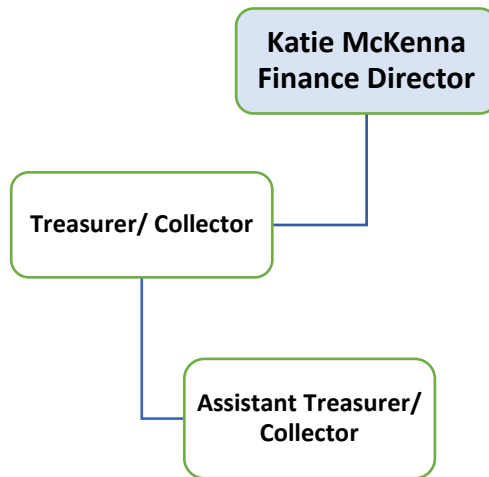 Katie McKenna
Finance Director
Treasurer/ Collector
Assistant Treasurer/
Collector